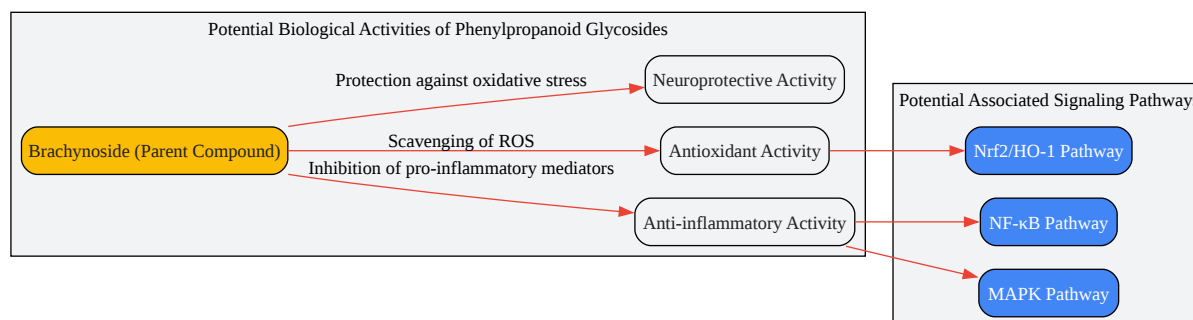 Potential Biological Activities of Phenylpropanoid Glycosides
Protection against oxidative stress
Neuroprotective Activity
Brachynoside (Parent Compound)
Scavenging of ROS
Antioxidant Activity
Inhibition of pro-inflammatory mediators
Anti-inflammatory Activity
Potential Associated Signaling Pathway
Nrf2/HO-1 Pathway
NF-κB Pathway
MAPK Pathway